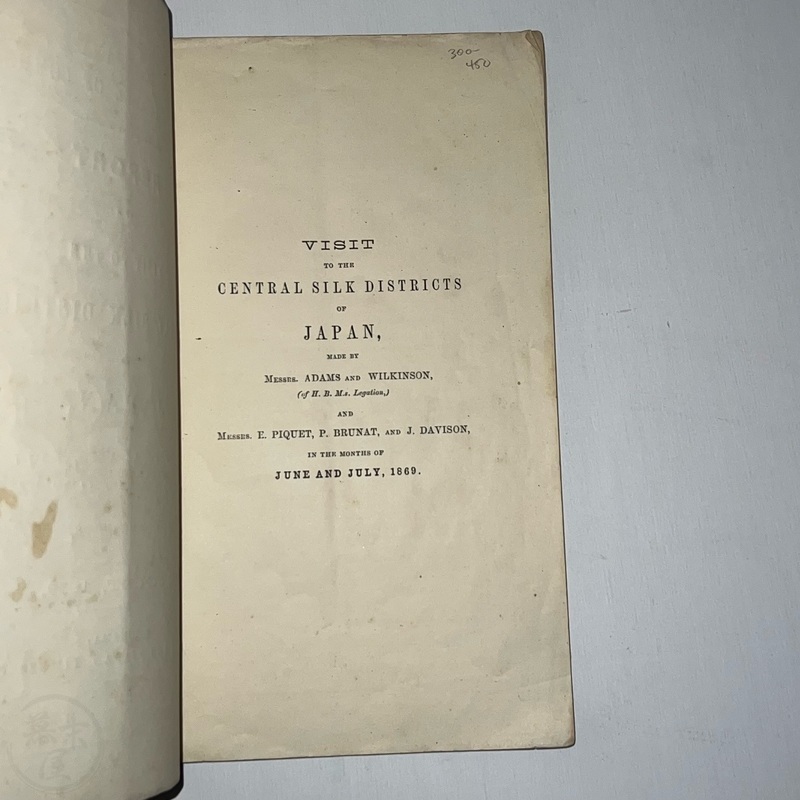 300-
450
VISIT
TO THE
CENTRAL SILK DISTRICTS
OF
JAPAN,
MADE BY
MESSRS. ADAMS AND WILKINSON,
(of H. B. M.s. Legation,)
AND
MESSRS. E. PIQUET, P. BRUNAT, AND J. DAVISON,
IN THE MONTHS OF
JUNE AND JULY, 1869.